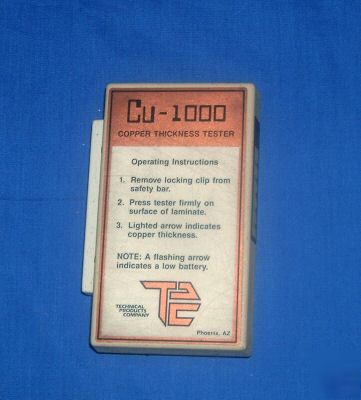 Cu-1000
COPPER THICKNESS TESTER
Operating Instructions
1. Remove locking clip from
safety bar.
2. Press tester firmly on
surface of laminate.
3. Lighted arrow indicates
copper thickness.
NOTE: A flashing arrow
indicates a low battery.
TPC
TECHNICAL
PRODUCTS
COMPANY
Phoenix, AZ